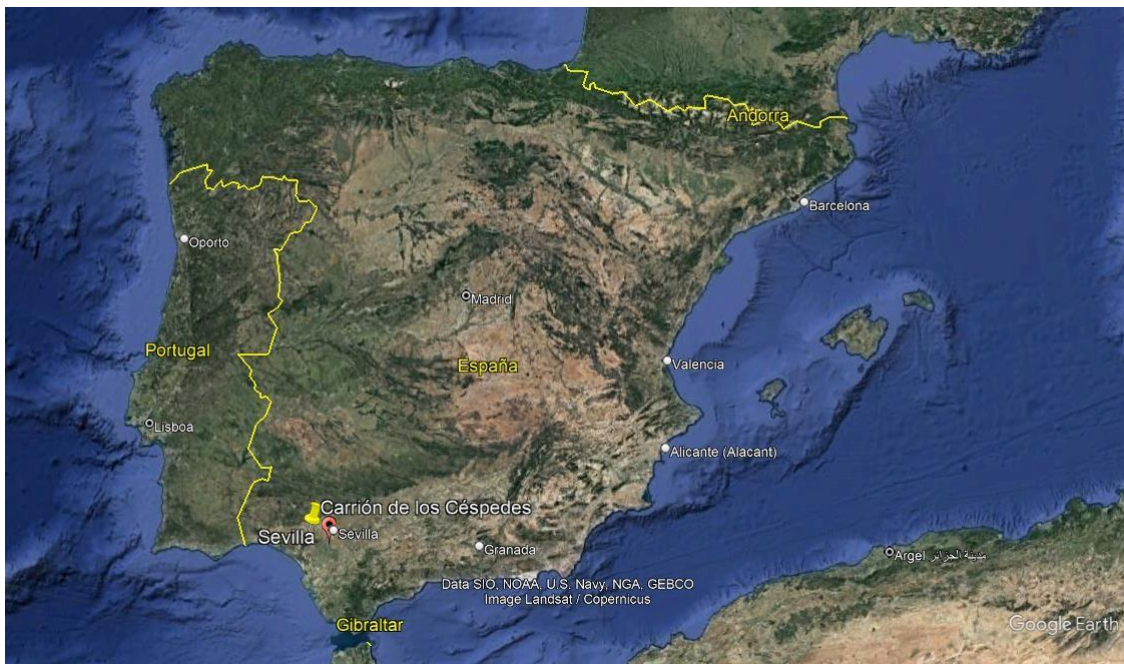 Andorra
Barcelona
Oporto
Madrid
Portugal
España
Valencia
Lisboa
Alicante (Alacant)
Carrión de los Céspedes
Sevilla
Sevilla
Granada
Argel مدينة الجزائر
Data SIO, NOAA, U.S. Navy, NGA, GEBCO
Image Landsat / Copernicus
Gibraltar
Google Earth